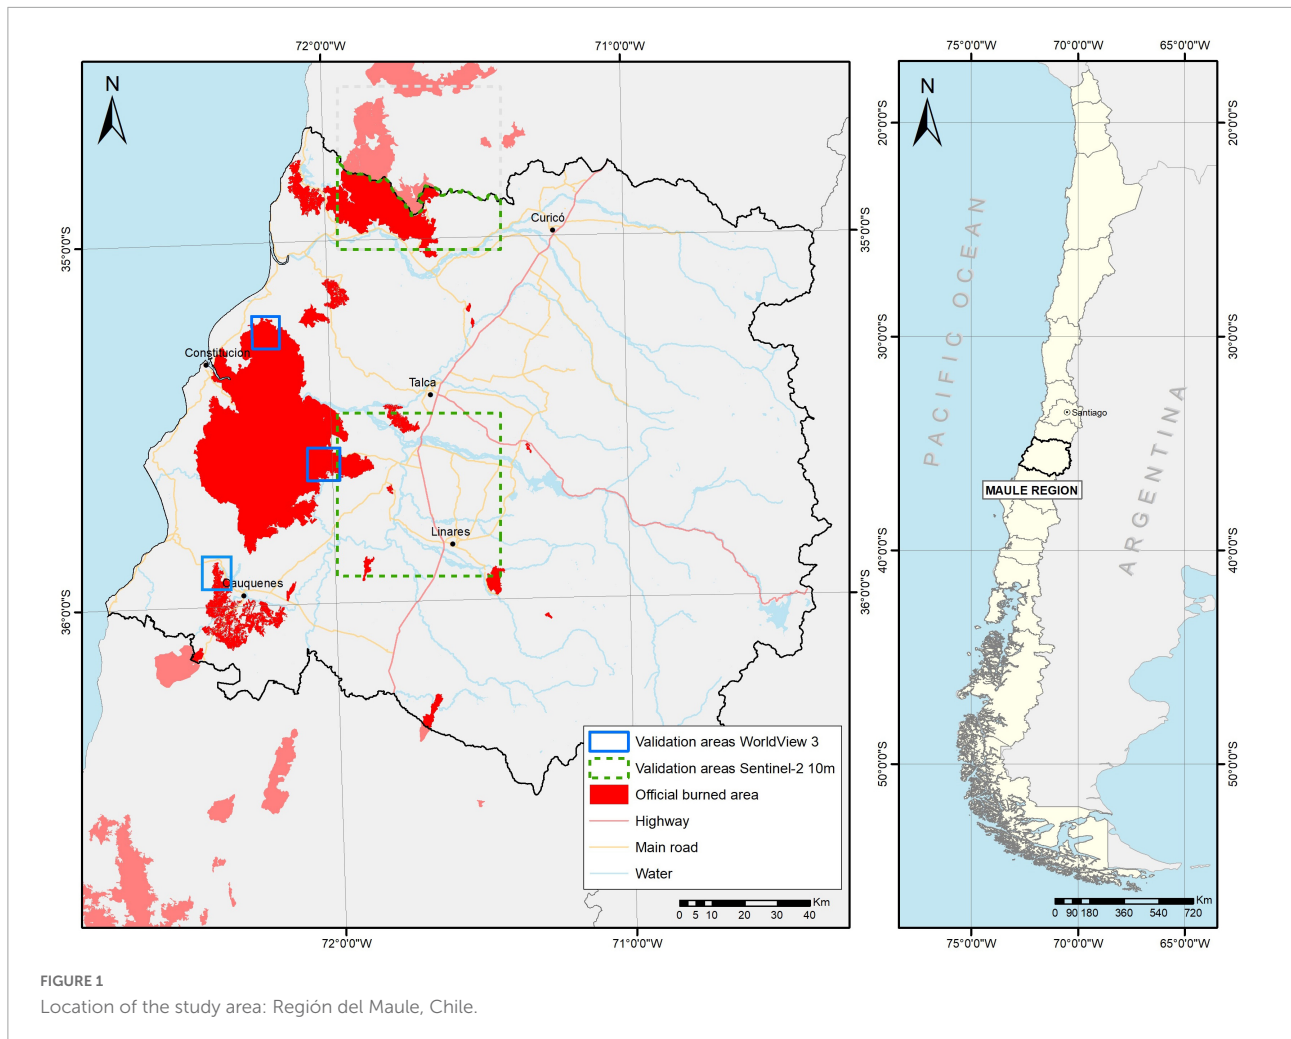 72°0'0"W
71°0'0"W
N
35°0'0"S
36°0'0"S
35°0'0"S
36°0'0"S
Curicó
Constitución
Talca
Linares
Cauquenes
Validation areas WorldView 3
Validation areas Sentinel-2 10m
Official burned area
Highway
Main road
Water
0 5 10 20 30 40 Km
72°0'0"W
71°0'0"W
75°0'0"W
70°0'0"W
65°0'0"W
N
20°0'0"S
30°0'0"S
40°0'0"S
50°0'0"S
20°0'0"S
30°0'0"S
40°0'0"S
50°0'0"S
PACIFIC OCEAN
Santiago
MAULE REGION
ARGENTINA
0 90 180 360 540 720 Km
75°0'0"W
70°0'0"W
65°0'0"W
FIGURE 1
Location of the study area: Región del Maule, Chile.